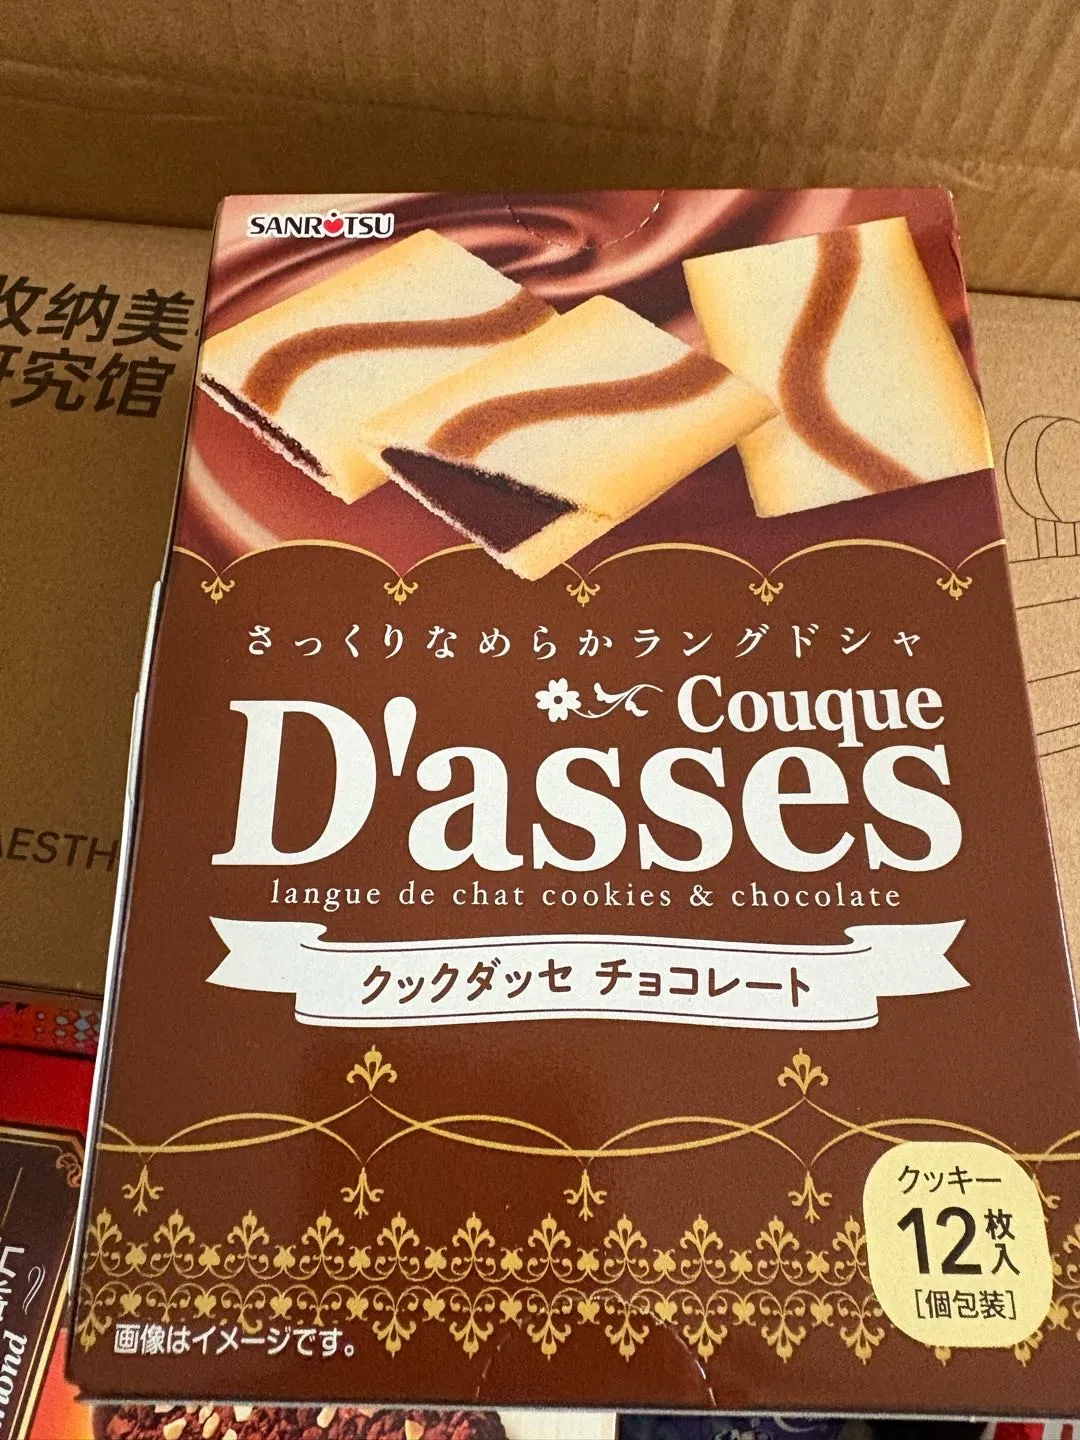 SANROTSU
收纳美
研究馆
AESTH
さっくりなめらかラングドシャ
Couque
D'asses
langue de chat cookies & chocolate
クックダッセ チョコレート
クッキー
12枚入
[個包装]
画像はイメージです。